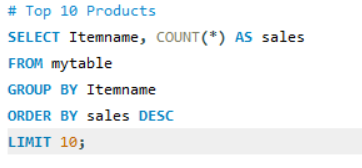 # Top 10 Products
SELECT Itemname, COUNT(*) AS sales
FROM mytable
GROUP BY Itemname
ORDER BY sales DESC
LIMIT 10;